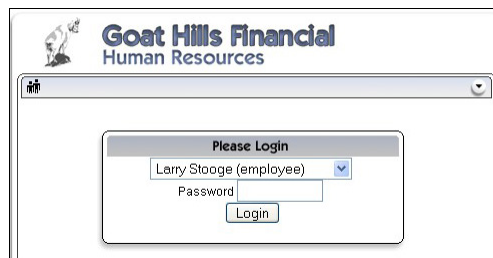 Goat Hills Financial
Human Resources
Please Login
Larry Stooge (employee)
Password
Login